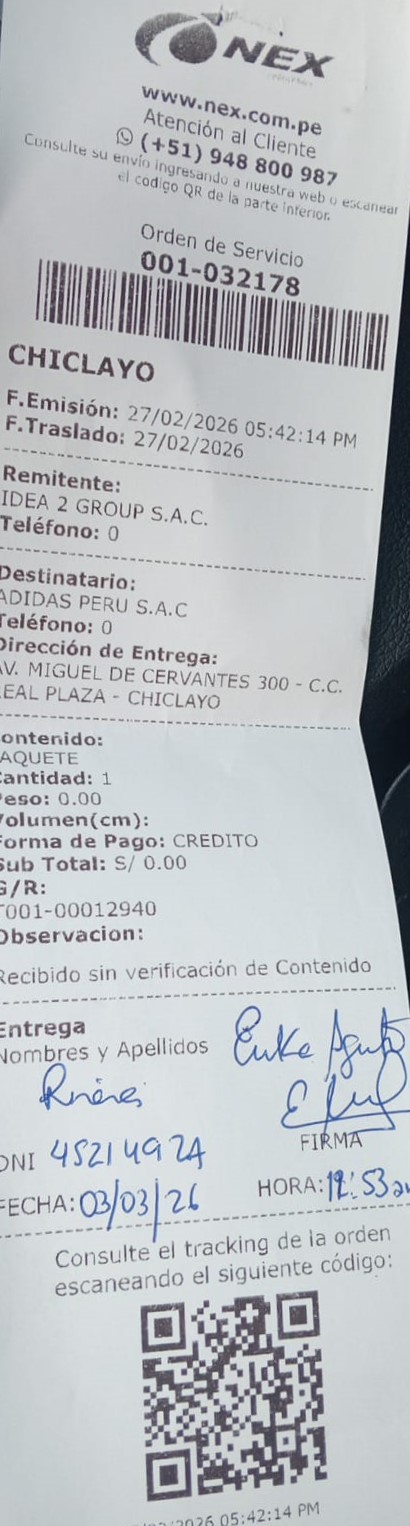 NEX
www.nex.com.pe
Atención al Cliente
(+51) 948 800 987
Consulte su envío ingresando a nuestra web o escanear
el codigo QR de la parte inferior.
Orden de Servicio
001-032178
CHICLAYO
F.Emisión: 27/02/2026 05:42:14 PM
F.Traslado: 27/02/2026
Remitente:
IDEA 2 GROUP S.A.C.
Teléfono: 0
Destinatario:
ADIDAS PERU S.A.C
Teléfono: 0
Dirección de Entrega:
AV. MIGUEL DE CERVANTES 300 - C.C.
REAL PLAZA - CHICLAYO
ontenido:
AQUETE
Cantidad: 1
Peso: 0.00
Volumen(cm):
Forma de Pago: CREDITO
Sub Total: S/ 0.00
G/R:
T001-00012940
Observacion:
Recibido sin verificación de Contenido
Entrega
Nombres y Apellidos
DNI
FIRMA
FECHA: 03/03/26
HORA:
Consulte el tracking de la orden
escaneando el siguiente código:
2026 05:42:14 PM